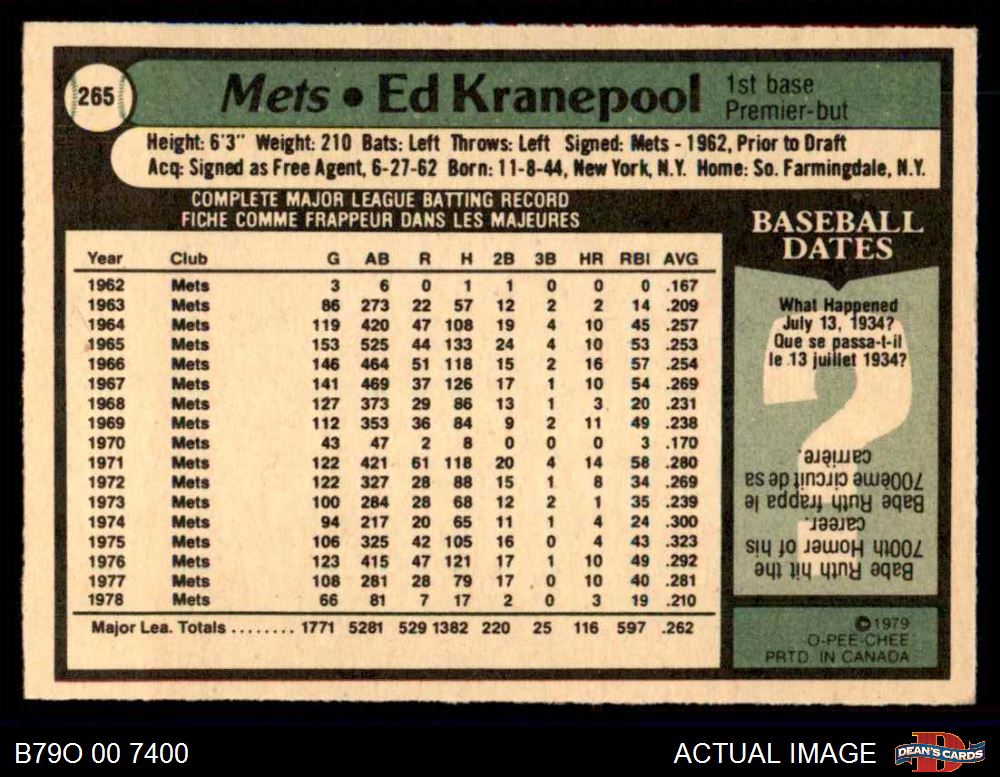 265
Mets • Ed Kranepool
1st base
Premier-but
Height: 6'3" Weight: 210 Bats: Left Throws: Left Signed: Mets - 1962, Prior to Draft
Acq: Signed as Free Agent, 6-27-62 Born: 11-8-44, New York, N.Y. Home: So. Farmingdale, N.Y.
COMPLETE MAJOR LEAGUE BATTING RECORD
FICHE COMME FRAPPEUR DANS LES MAJEURES
Year Club G AB R H 2B 3B HR RBI AVG
1962 Mets 3 6 0 1 1 0 0 0 .167
1963 Mets 86 273 22 57 12 2 2 14 .209
1964 Mets 119 420 47 108 19 4 10 45 .257
1965 Mets 153 525 44 133 24 4 10 53 .253
1966 Mets 146 464 51 118 15 2 16 57 .254
1967 Mets 141 469 37 126 17 1 10 54 .269
1968 Mets 127 373 29 86 13 1 3 20 .231
1969 Mets 112 353 36 84 9 2 11 49 .238
1970 Mets 43 47 2 8 0 0 0 3 .170
1971 Mets 122 421 61 118 20 4 14 58 .280
1972 Mets 122 327 28 88 15 1 8 34 .269
1973 Mets 100 284 28 68 12 2 1 35 .239
1974 Mets 94 217 20 65 11 1 4 24 .300
1975 Mets 106 325 42 105 16 0 4 43 .323
1976 Mets 123 415 47 121 17 1 10 49 .292
1977 Mets 108 281 28 79 17 0 10 40 .281
1978 Mets 66 81 7 17 2 0 3 19 .210
Major Lea. Totals ........ 1771 5281 529 1382 220 25 116 597 .262
BASEBALL
DATES
What Happened
July 13, 1934?
Que se passa-t-il
le 13 juillet 1934?
Babe Ruth hit the
700th Homer of his
career.
Babe Ruth frappa le
700ème circuit de sa
carrière.
©1979
O-PEE-CHEE
PRTD. IN CANADA
B79O 00 7400
ACTUAL IMAGE
DEAN'S CARDS